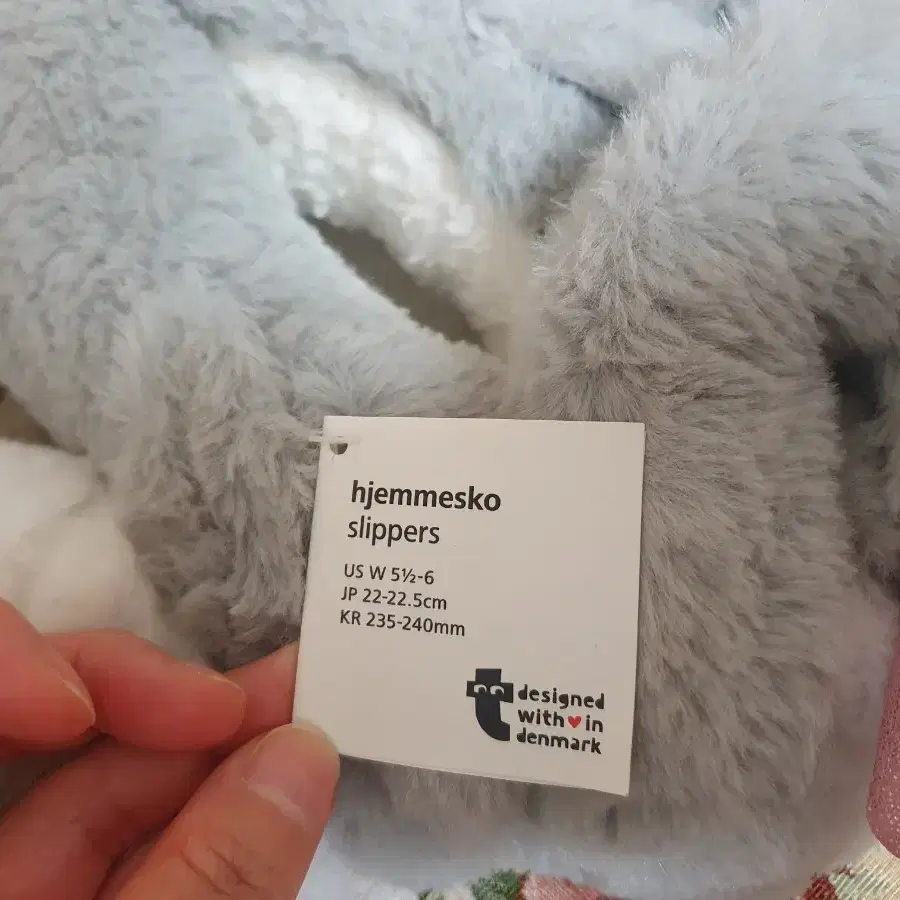 hjemmesko
slippers
US W 5½-6
JP 22-22.5cm
KR 235-240mm
designed
with♥in
denmark